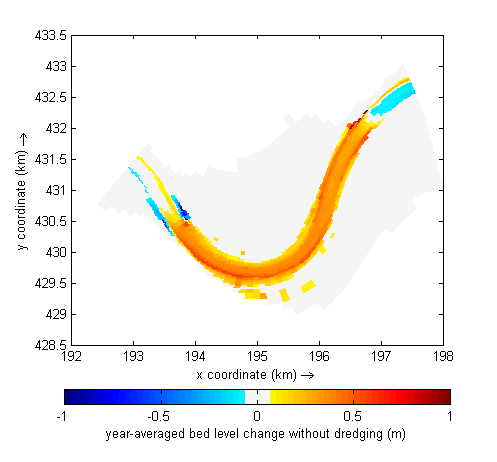 433.5
433
432.5
432
431.5
431
430.5
430
429.5
429
428.5
y coordinate (km) →
192 193 194 195 196 197 198
x coordinate (km) →
-1 -0.5 0 0.5 1
year-averaged bed level change without dredging (m)